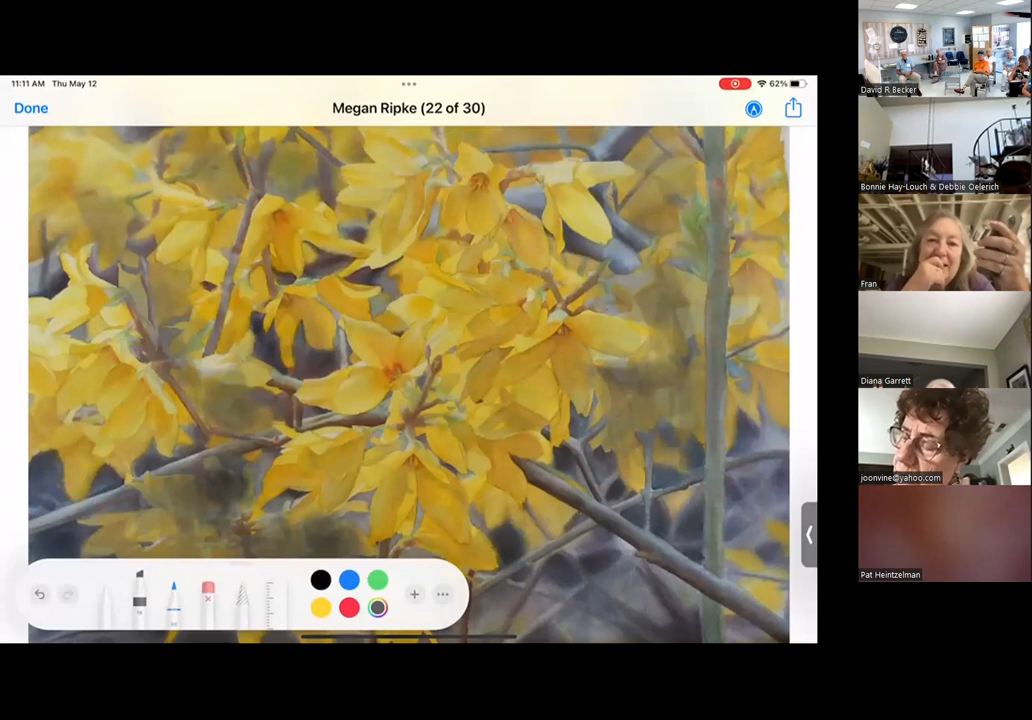 11:11 AM Thu May 12
62%
Done
Megan Ripke (22 of 30)
David R Becker
Bonnie Hay-Louch & Debbie Oelerich
Fran
Diana Garrett
joonvine@yahoo.com
Pat Heintzelman